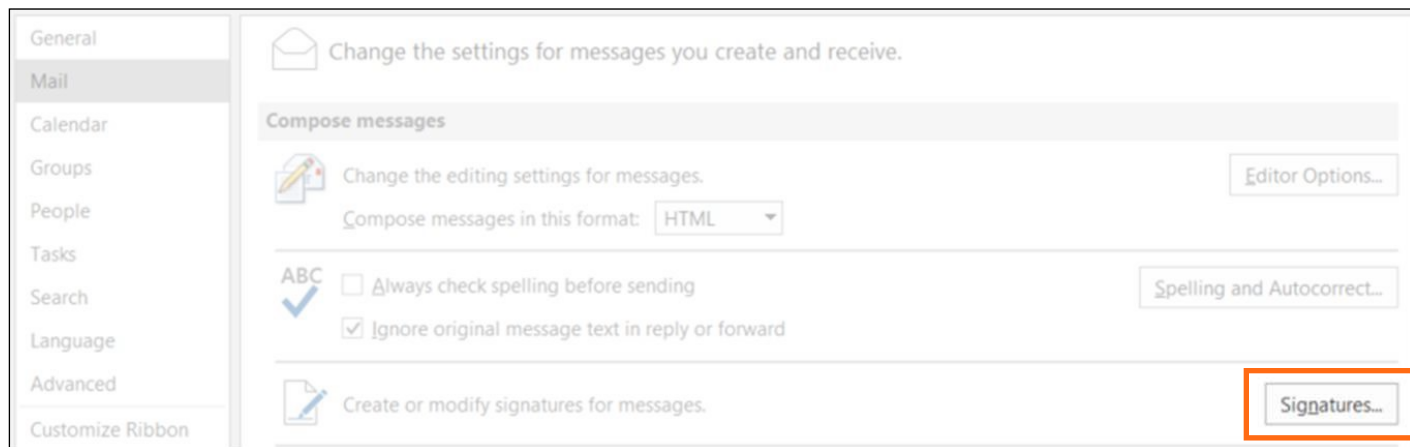 General
Mail
Calendar
Groups
People
Tasks
Search
Language
Advanced
Customize Ribbon
Change the settings for messages you create and receive.
Compose messages
Change the editing settings for messages.
Editor Options...
Compose messages in this format: HTML
ABC
Always check spelling before sending
Spelling and Autocorrect...
Ignore original message text in reply or forward
Create or modify signatures for messages.
Signatures...